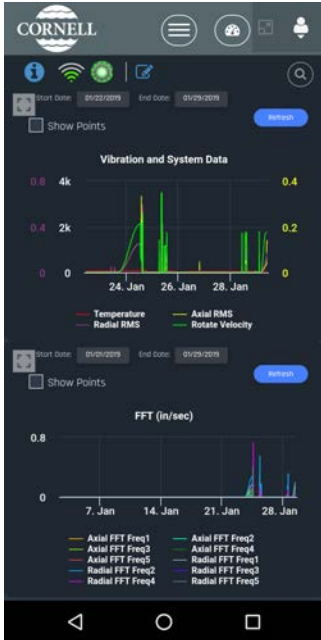 CORNELL
Start Date: 01/22/2019 End Date: 01/29/2019
Refresh
Show Points
Vibration and System Data
0.8 4k 0.4
0.4 2k 0.2
0 0 0
24. Jan 26. Jan 28. Jan
Temperature Axial RMS
Radial RMS Rotate Velocity
Start Date: 01/01/2019 End Date: 01/29/2019
Refresh
Show Points
FFT (in/sec)
0.8
0
7. Jan 14. Jan 21. Jan 28. Jan
Axial FFT Freq1 Axial FFT Freq2
Axial FFT Freq3 Axial FFT Freq4
Axial FFT Freq5 Radial FFT Freq1
Radial FFT Freq2 Radial FFT Freq3
Radial FFT Freq4 Radial FFT Freq5